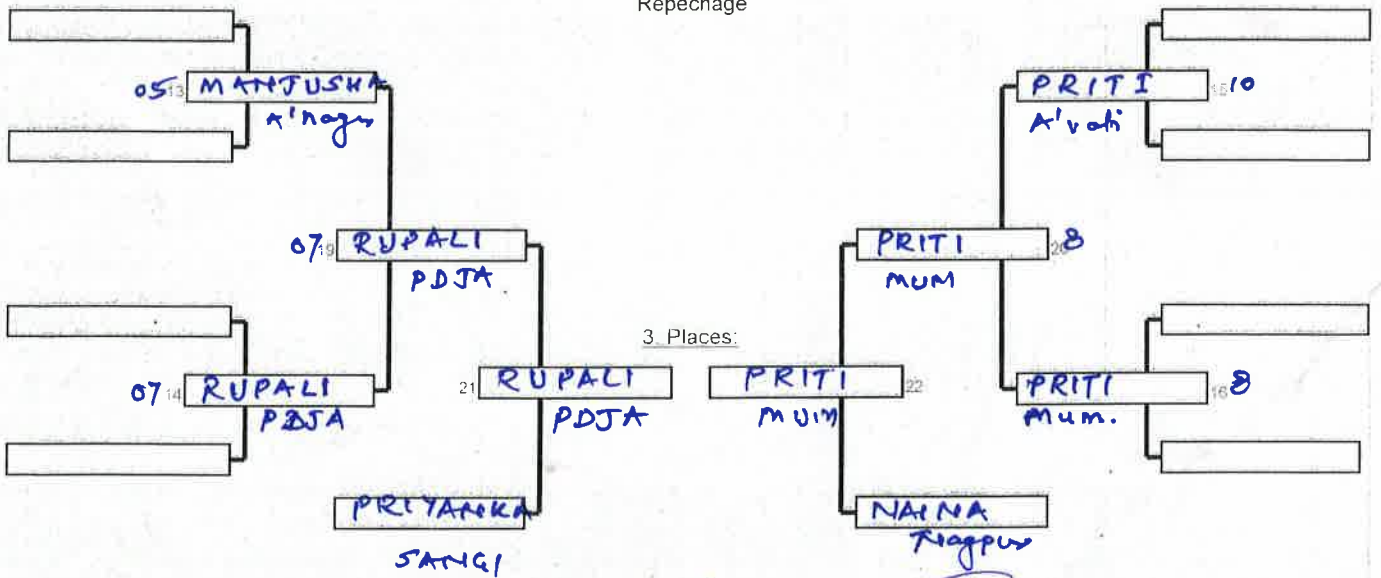 Repechage
05 13 MANJUSHA
A'nagar
PRITI 15 10
A'vati
07 19 RUPALI
PDJA
PRITI 20 8
MUM
3. Places:
07 14 RUPALI
PDJA
21 RUPALI
PDJA
PRITI 22
MUM
PRITI 16 8
Mum.
PRIYANKA
SANGI
NAINA
Nagpur